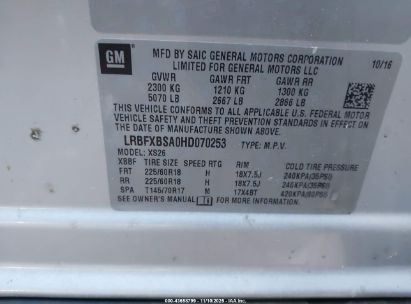 GM
MFD BY SAIC GENERAL MOTORS CORPORATION
LIMITED FOR GENERAL MOTORS LLC
10/16
GVWR GAWR FRT GAWR RR
2300 KG 1210 KG 1300 KG
5070 LB 2667 LB 2866 LB
THIS VEHICLE CONFORMS TO ALL APPLICABLE U.S. FEDERAL MOTOR
VEHICLE SAFETY AND THEFT PREVENTION STANDARDS IN EFFECT ON
THE DATE OF MANUFACTURE SHOWN ABOVE.
LRBFXBSA0HD070253 TYPE: M.P.V.
MODEL: XS26
XBBF TIRE SIZE SPEED RTG RIM COLD TIRE PRESSURE
FRT 225/60R18 H 18X7.5J 240KPA(35PSI)
RR 225/60R18 H 18X7.5J 240KPA(35PSI)
SPA T145/70R17 M 17X4BT 420KPA(60PSI)
SEE OWNER'S MANUAL FOR MORE INFORMATION.